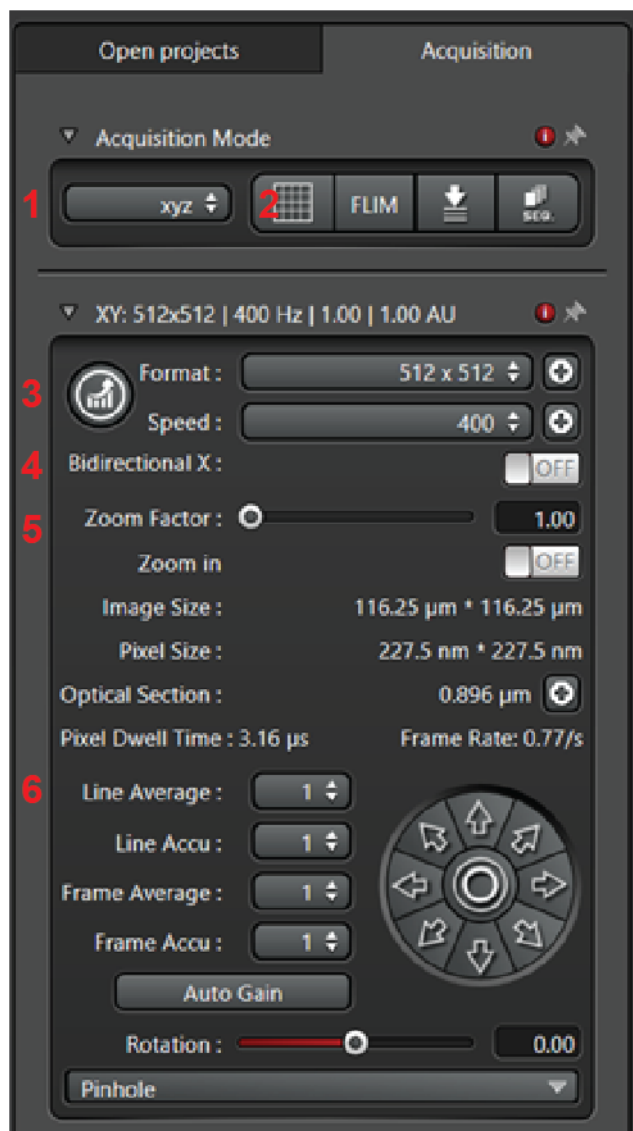 Open projects Acquisition
Acquisition Mode
1 xyz 2 FLIM SEQ.
XY: 512x512 | 400 Hz | 1.00 | 1.00 AU
3 Format : 512 x 512
Speed : 400
4 Bidirectional X : OFF
5 Zoom Factor : 1.00
Zoom in OFF
Image Size : 116.25 µm * 116.25 µm
Pixel Size : 227.5 nm * 227.5 nm
Optical Section : 0.896 µm
Pixel Dwell Time : 3.16 µs Frame Rate: 0.77/s
6 Line Average : 1
Line Accu : 1
Frame Average : 1
Frame Accu : 1
Auto Gain
Rotation : 0.00
Pinhole